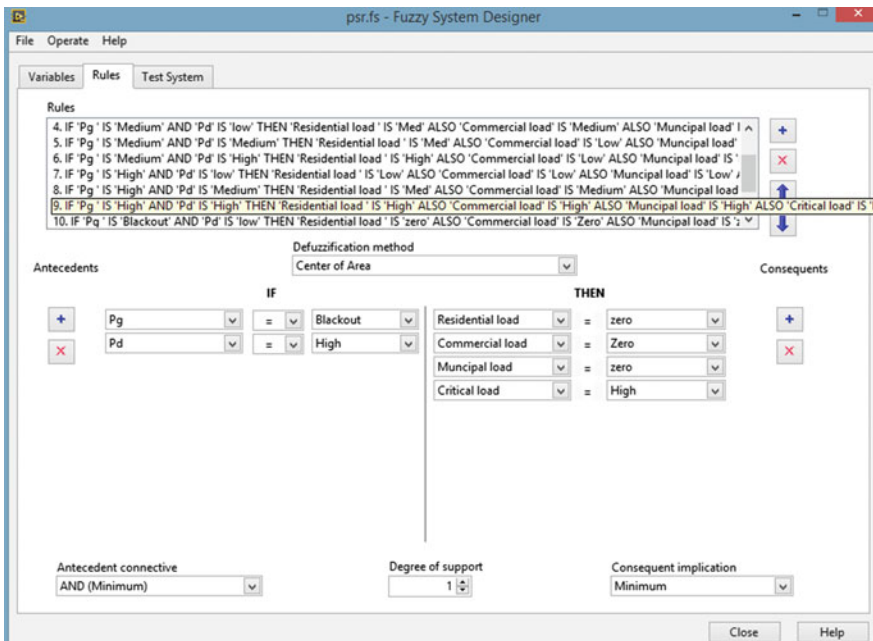 psr.fs - Fuzzy System Designer
File Operate Help
Variables Rules Test System
Rules
4. IF 'Pg ' IS 'Medium' AND 'Pd' IS 'low' THEN 'Residential load ' IS 'Med' ALSO 'Commercial load' IS 'Medium' ALSO 'Muncipal load'
5. IF 'Pg ' IS 'Medium' AND 'Pd' IS 'Medium' THEN 'Residential load ' IS 'Med' ALSO 'Commercial load' IS 'Low' ALSO 'Muncipal load'
6. IF 'Pg ' IS 'Medium' AND 'Pd' IS 'High' THEN 'Residential load ' IS 'High' ALSO 'Commercial load' IS 'Low' ALSO 'Muncipal load' IS '
7. IF 'Pg ' IS 'High' AND 'Pd' IS 'low' THEN 'Residential load ' IS 'Low' ALSO 'Commercial load' IS 'Low' ALSO 'Muncipal load' IS 'Low'
8. IF 'Pg ' IS 'High' AND 'Pd' IS 'Medium' THEN 'Residential load ' IS 'Med' ALSO 'Commercial load' IS 'Medium' ALSO 'Muncipal load
9. IF 'Pg ' IS 'High' AND 'Pd' IS 'High' THEN 'Residential load ' IS 'High' ALSO 'Commercial load' IS 'High' ALSO 'Muncipal load' IS 'High' ALSO 'Critical load' IS '
10. IF 'Pg ' IS 'Blackout' AND 'Pd' IS 'low' THEN 'Residential load ' IS 'zero' ALSO 'Commercial load' IS 'Zero' ALSO 'Muncipal load' IS '
Defuzzification method
Center of Area
Antecedents Consequents
IF THEN
Pg = Blackout Residential load = zero
Pd = High Commercial load = Zero
Muncipal load = zero
Critical load = High
Antecedent connective Degree of support Consequent implication
AND (Minimum) 1 Minimum
Close Help